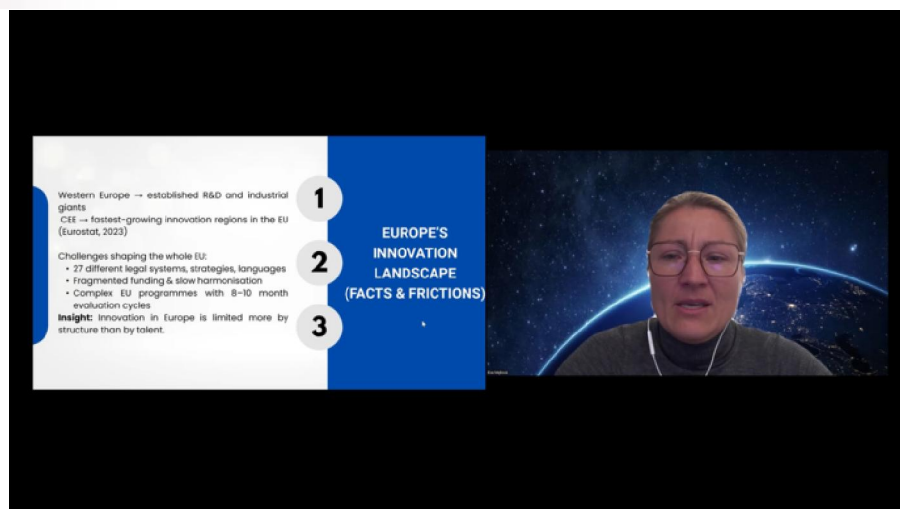 Western Europe → established R&D and industrial
giants
CEE → fastest-growing innovation regions in the EU
(Eurostat, 2023)
Challenges shaping the whole EU:
• 27 different legal systems, strategies, languages
• Fragmented funding & slow harmonisation
• Complex EU programmes with 8–10 month
evaluation cycles
Insight: Innovation in Europe is limited more by
structure than by talent.
1
2
3
EUROPE'S
INNOVATION
LANDSCAPE
(FACTS & FRICTIONS)